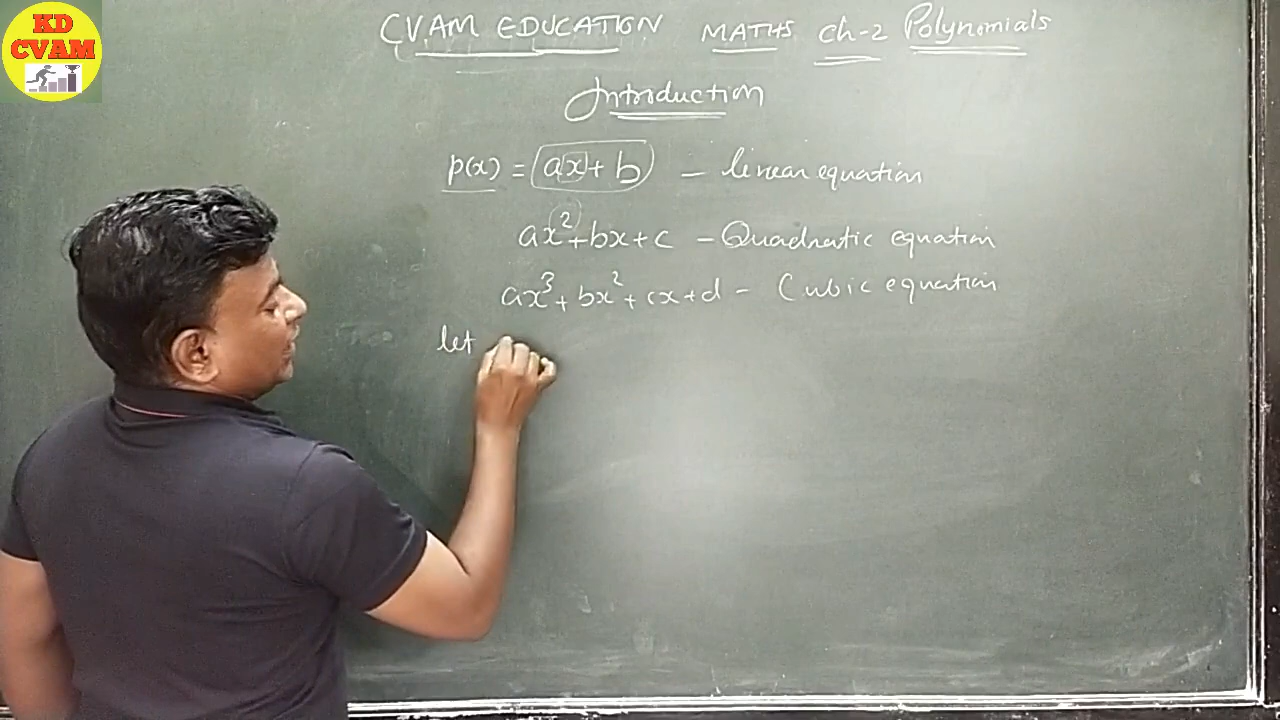 KD
CVAM
CVAM EDUCATION MATHS ch-2 Polynomials
Introduction
p(x) = ax + b - linear equation
ax²+bx+c - Quadratic equation
ax³+bx²+cx+d - Cubic equation
let